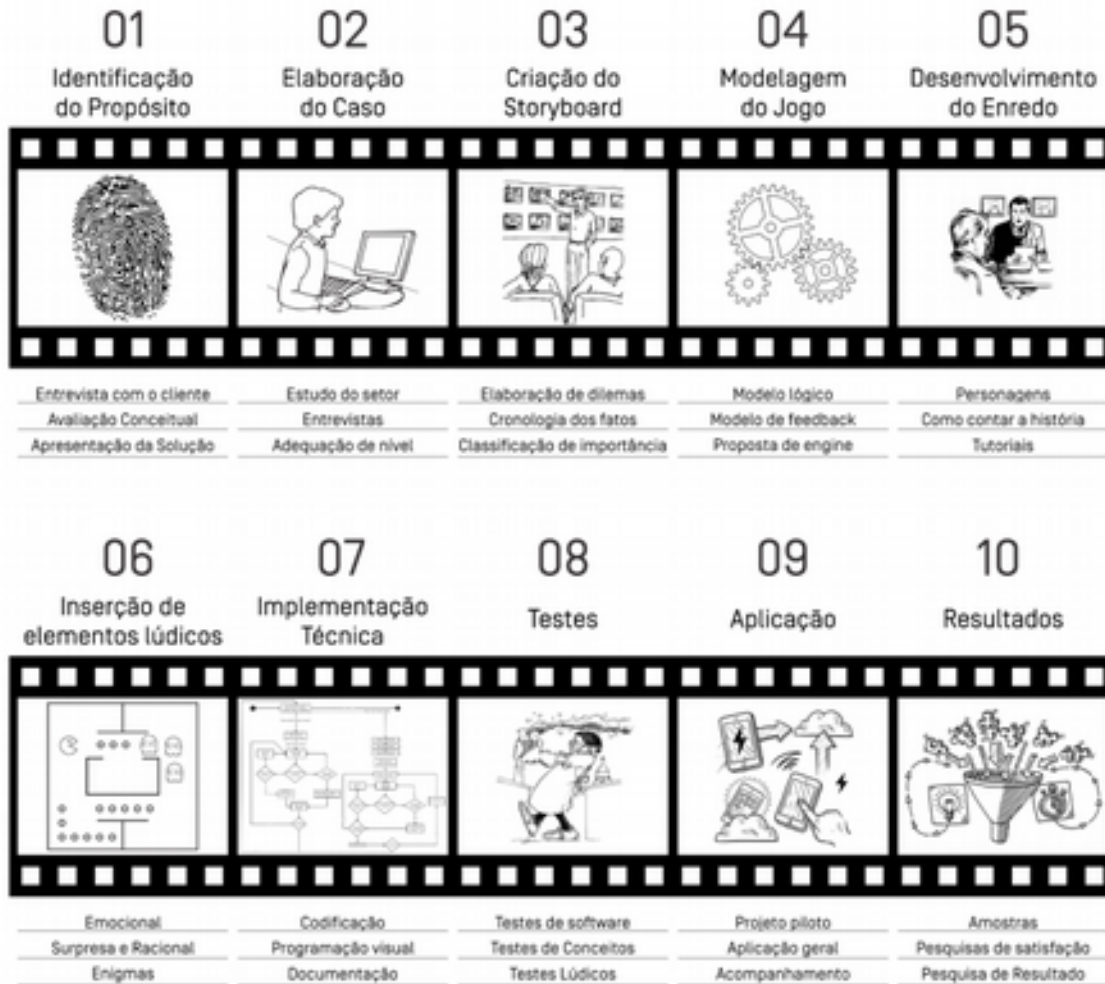 01
Identificação
do Propósito
02
Elaboração
do Caso
03
Criação do
Storyboard
04
Modelagem
do Jogo
05
Desenvolvimento
do Enredo
Entrevista com o cliente
Avaliação Conceitual
Apresentação da Solução
Estudo do setor
Entrevistas
Adequação de nível
Elaboração de dilemas
Cronologia dos fatos
Classificação de importância
Modelo lógico
Modelo de feedback
Proposta de engine
Personagens
Como contar a história
Tutoriais
06
Inserção de
elementos lúdicos
07
Implementação
Técnica
08
Testes
09
Aplicação
10
Resultados
Emocional
Surpresa e Racional
Enigmas
Codificação
Programação visual
Documentação
Testes de software
Testes de Conceitos
Testes Lúdicos
Projeto piloto
Aplicação geral
Acompanhamento
Amostras
Pesquisas de satisfação
Pesquisa de Resultado